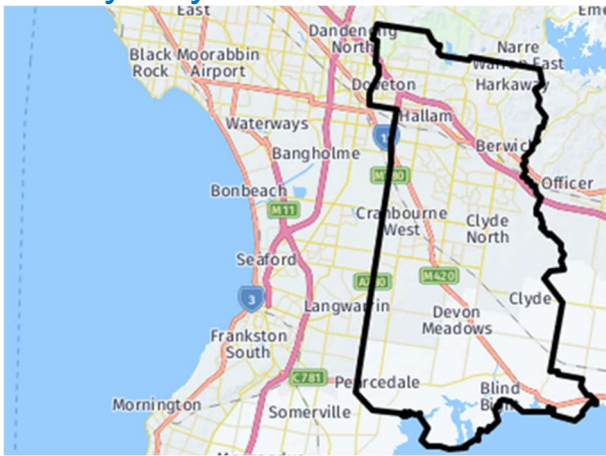 East
Dandenong
North
Black
Rock
Moorabbin
Airport
Narre
Warren East
Harkaway
Doveton
Hallam
Waterways
Bangholme
Berwick
M780
Officer
Bonbeach
M11
Cranbourne
West
Clyde
North
Seaford
M420
A780
3
Langwarrin
Clyde
Devon
Meadows
Frankston
South
C781
Pearcedale
Blind
Bight
Mornington
Somerville